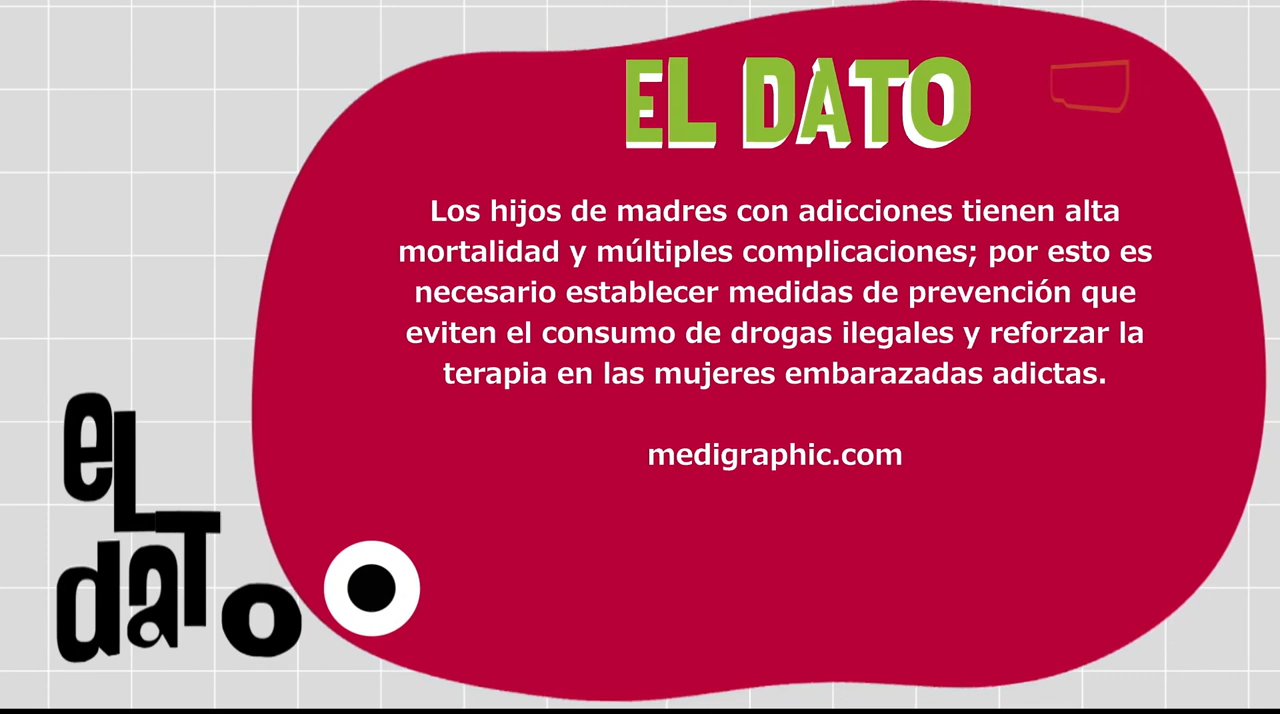 EL DATO
Los hijos de madres con adicciones tienen alta
mortalidad y múltiples complicaciones; por esto es
necesario establecer medidas de prevención que
eviten el consumo de drogas ilegales y reforzar la
terapia en las mujeres embarazadas adictas.
medigraphic.com
eL
daTo